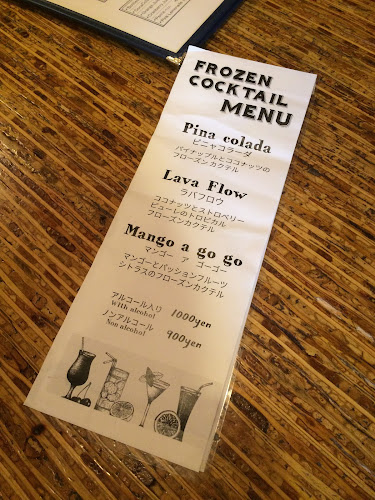 FROZEN
COCKTAIL
MENU
Pina colada
ピニャコラーダ
パイナップルとココナッツの
フローズンカクテル
Lava Flow
ラバフロウ
ココナッツとストロベリー
ピューレのトロピカル
フローズンカクテル
Mango a go go
マンゴー ア ゴーゴー
マンゴーとパッションフルーツ
シトラスのフローズンカクテル
アルコール入り 1000yen
With alcohol
ノンアルコール 900yen
Non alcohol